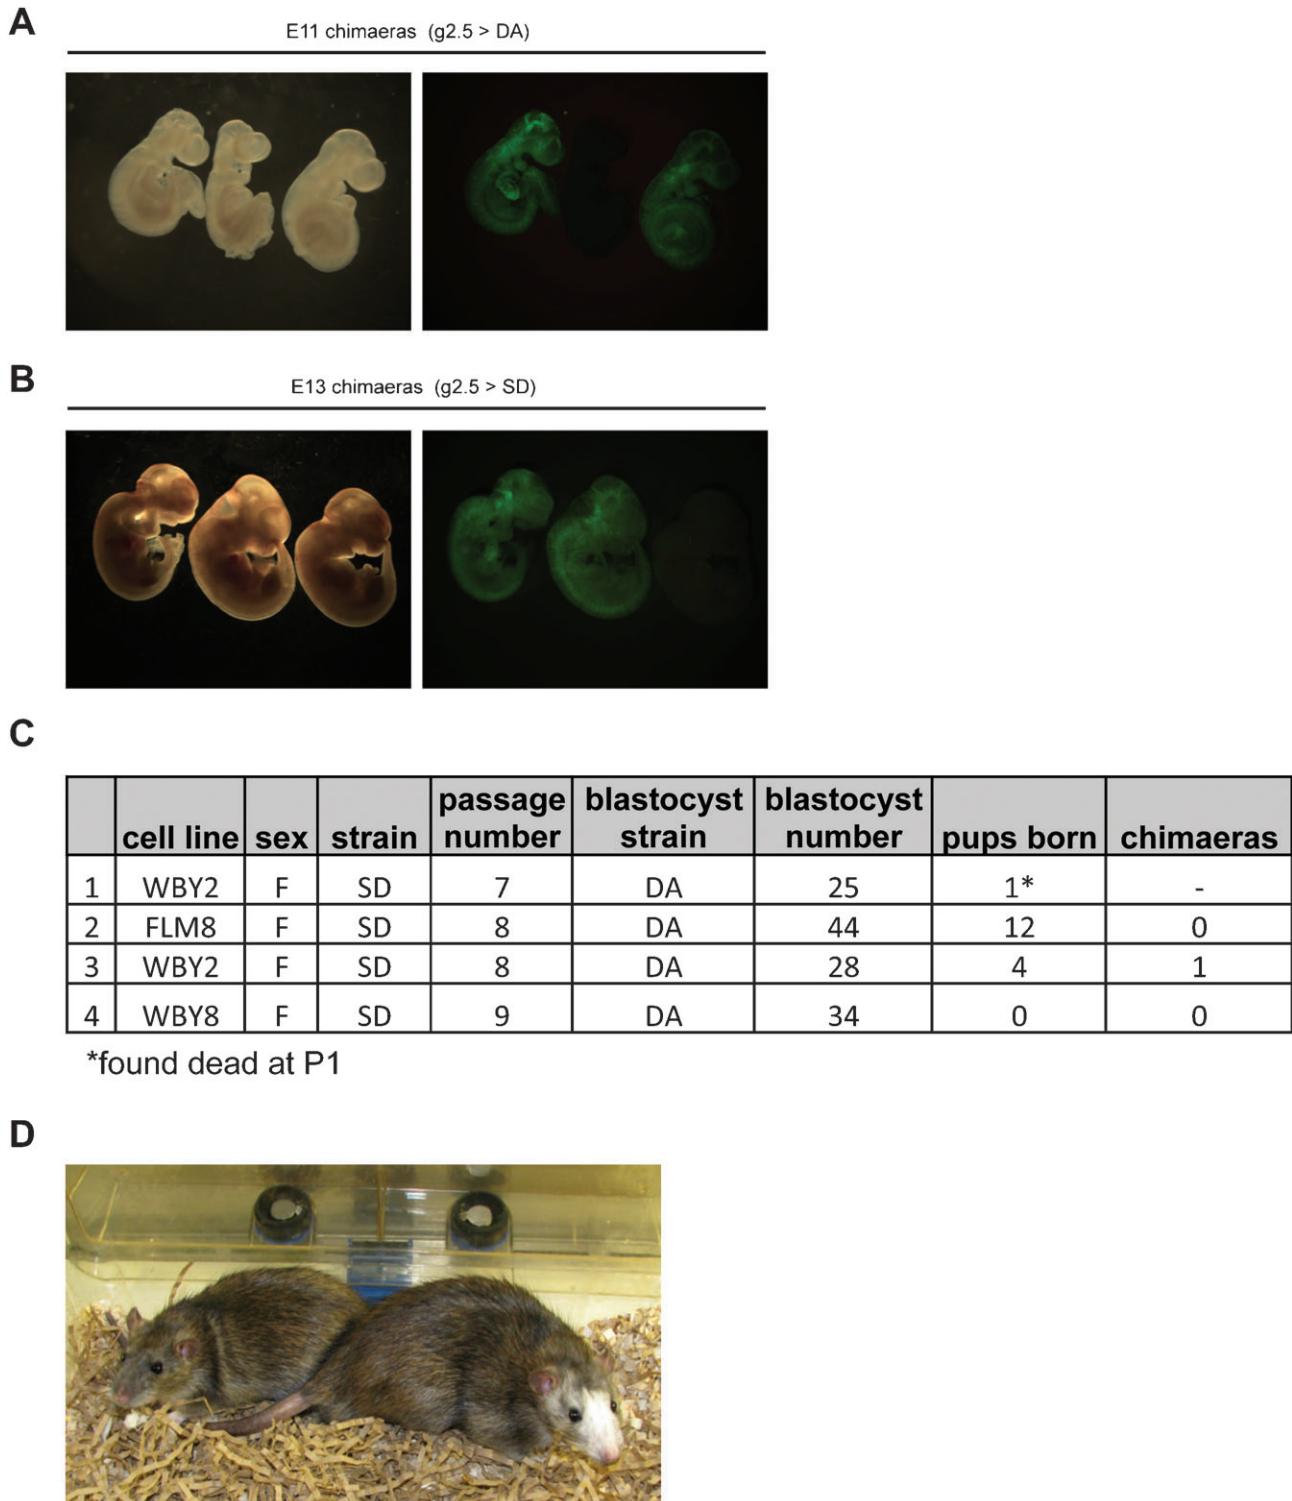 A
E11 chimaeras (g2.5 > DA)
B
E13 chimaeras (g2.5 > SD)
C
cell line sex strain passage number blastocyst strain blastocyst number pups born chimaeras
1 WBY2 F SD 7 DA 25 1* -
2 FLM8 F SD 8 DA 44 12 0
3 WBY2 F SD 8 DA 28 4 1
4 WBY8 F SD 9 DA 34 0 0
*found dead at P1
D